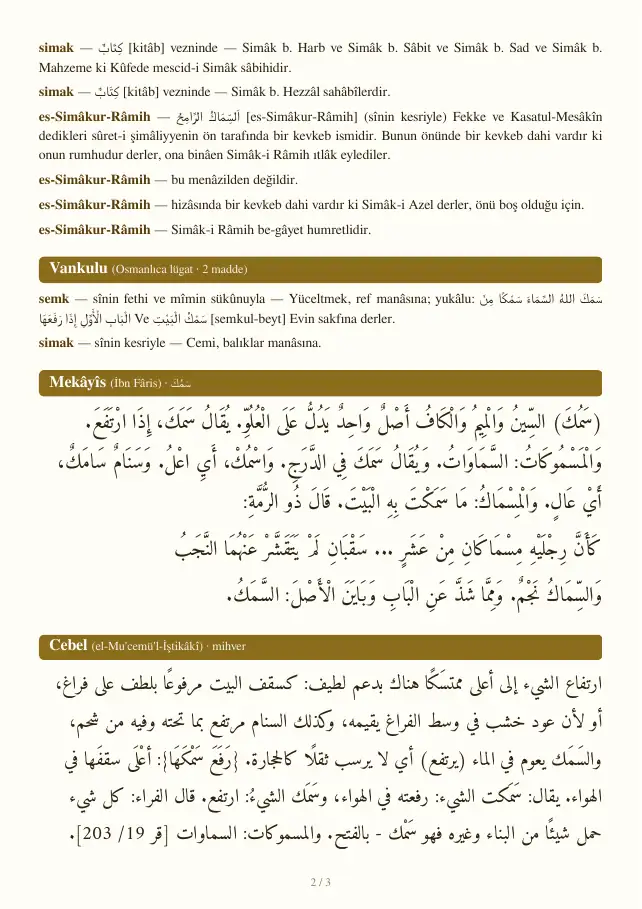 simak — كِتَابٌ [kitâb] vezninde — Simâk b. Harb ve Simâk b. Sâbit ve Simâk b. Sad ve Simâk b.
Mahzeme ki Kûfede mescid-i Simâk sâhibidir.
simak — كِتَابٌ [kitâb] vezninde — Simâk b. Hezzâl sahâbîlerdir.
es-Simâkur-Râmih — اَلسِّمَاكُ الرَّامِحُ [es-Simâkur-Râmih] (sînin kesriyle) Fekke ve Kasatul-Mesâkîn
dedikleri sûret-i şimâliyyenin ön tarafında bir kevkeb ismidir. Bunun önünde bir kevkeb dahi vardır ki
onun rumhudur derler, ona binâen Simâk-i Râmih ıtlâk eylediler.
es-Simâkur-Râmih — bu menâzilden değildir.
es-Simâkur-Râmih — hizâsında bir kevkeb dahi vardır ki Simâk-i Azel derler, önü boş olduğu için.
es-Simâkur-Râmih — Simâk-i Râmih be-gâyet humretlidir.
Vankulu (Osmanlıca lügat · 2 madde)
semk — sînin fethi ve mîmin sükûnuyla — Yüceltmek, ref manâsına; yukâlu: سَمَكَ اللهُ السَّمَاءَ سَمْكًا مِنْ
الْبَابِ الْأَوَّلِ إِذَا رَفَعَهَا Ve سَمْكُ الْبَيْتِ [semkul-beyt] Evin sakfına derler.
simak — sînin kesriyle — Cemi, balıklar manâsına.
Mekâyîs (İbn Fâris) · سَمُكَ
(سَمُكَ) السِّينُ وَالْمِيمُ وَالْكَافُ أَصْلٌ وَاحِدٌ يَدُلُّ عَلَى الْعُلُوِّ. يُقَالُ سَمَكَ، إِذَا ارْتَفَعَ.
وَالْمَسْمُوكَاتُ: السَّمَاوَاتُ. وَيُقَالُ سَمَكَ فِي الدَّرَجِ. وَاسْمُكْ، أَيِ اعْلُ. وَسَنَامٌ سَامَكٌ،
أَيْ عَالٍ. وَالْمِسْمَاكُ: مَا سَمَكْتَ بِهِ الْبَيْتَ. قَالَ ذُو الرُّمَّةِ:
كَأَنَّ رِجْلَيْهِ مِسْمَاكَانِ مِنْ عَشَرٍ ... سَقْبَانِ لَمْ يَتَقَشَّرْ عَنْهُمَا النَّجَبُ
وَالسِّمَاكُ نَجْمٌ. وَمِمَّا شَذَّ عَنِ الْبَابِ وَبَايَنَ الْأَصْلَ: السَّمَكُ.
Cebel (el-Mu'cemü'l-İştikâkî) · mihver
ارتفاع الشيء إلى أعلى ممتسَكًا هناك بدعم لطيف: كسقف البيت مرفوعًا بلطف على فراغ،
أو لأن عود خشب في وسط الفراغ يقيمه، وكذلك السنام مرتفع بما تحته وفيه من شحم،
والسَمَك يعوم في الماء (يرتفع) أي لا يرسب ثقلًا كالحجارة. {رَفَعَ سَمْكَهَا}: أعْلَى سقفَها في
الهواء. يقال: سَمَكت الشيء: رفعته في الهواء، وسَمَك الشيءُ: ارتفع. قال الفراء: كل شيء
حمل شيئًا من البناء وغيره فهو سَمْك - بالفتح. والمسموكات: السماوات [قر 19/ 203].
2 / 3